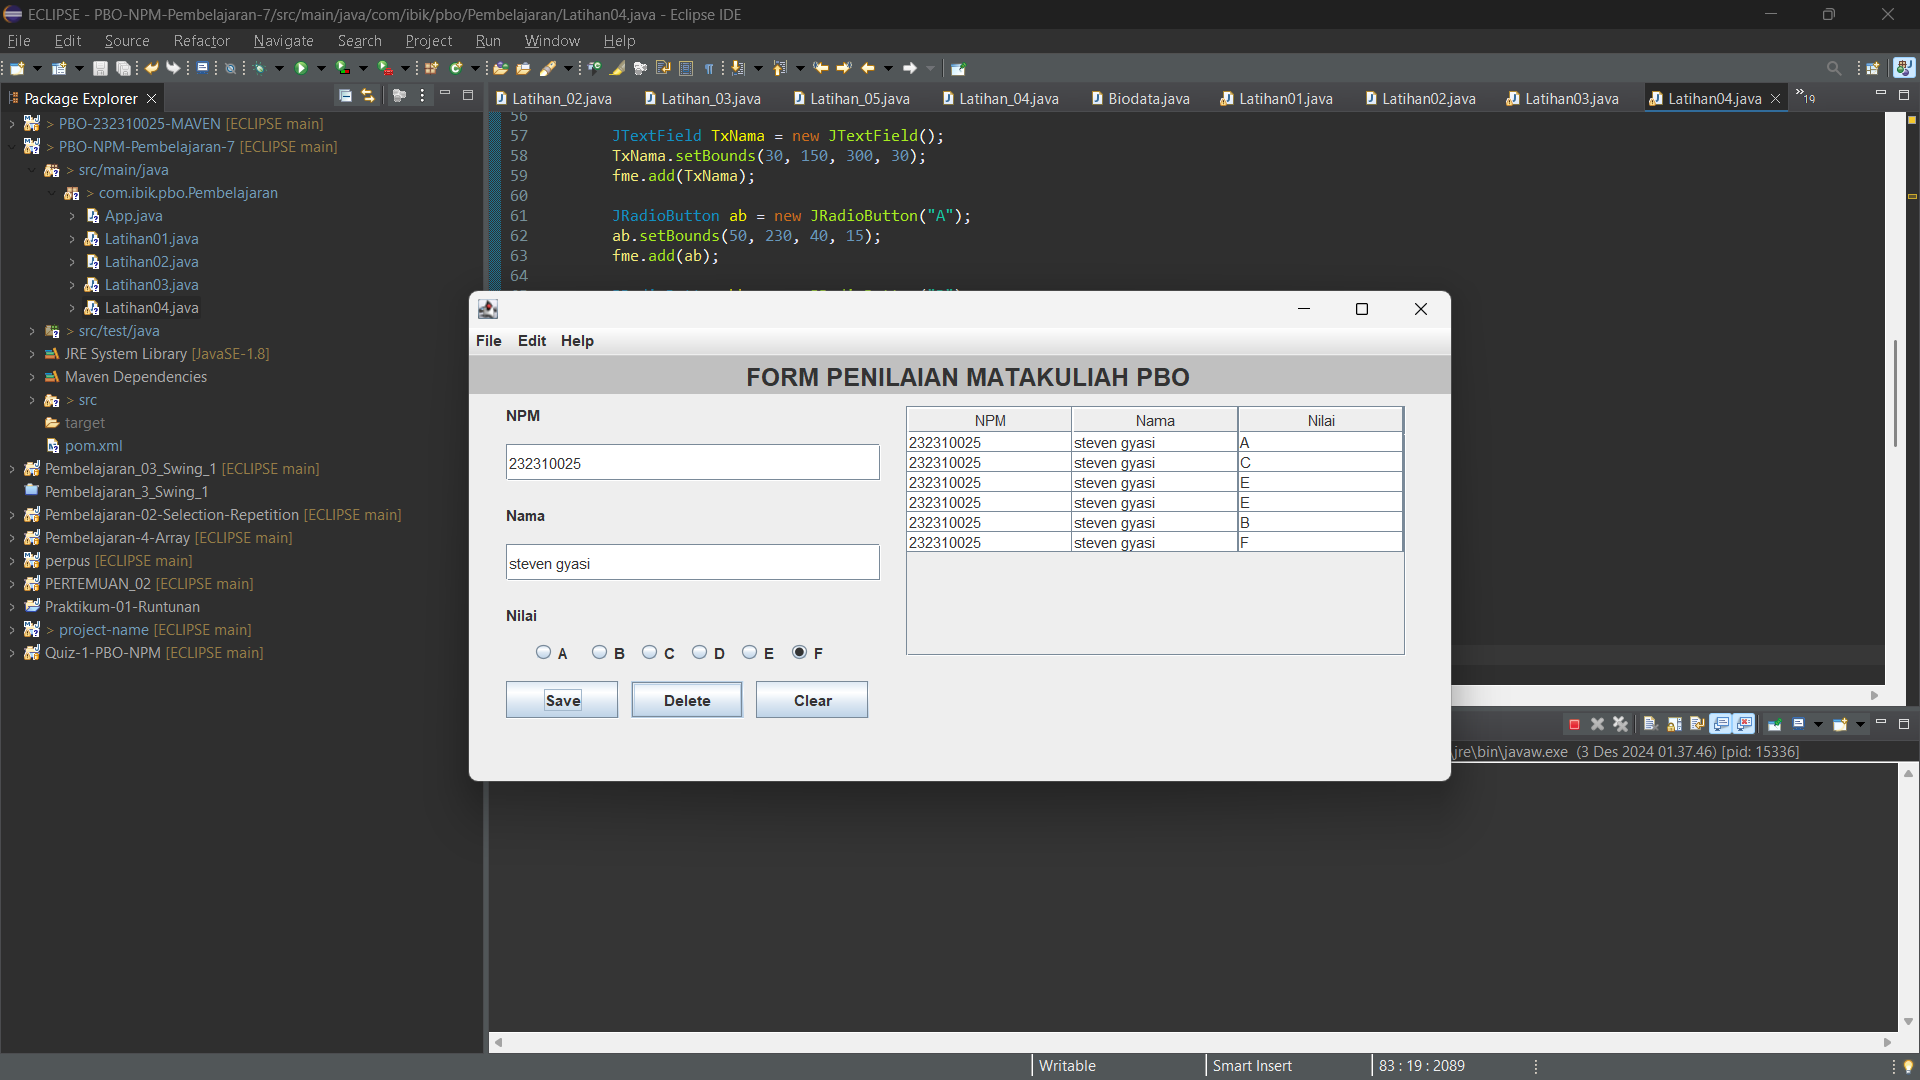 ECLIPSE - PBO-NPM-Pembelajaran-7/src/main/java/com/ibik/pbo/Pembelajaran/Latihan04.java - Eclipse IDE
File Edit Source Refactor Navigate Search Project Run Window Help
Package Explorer
Latihan_02.java Latihan_03.java Latihan_05.java Latihan_04.java Biodata.java Latihan01.java Latihan02.java Latihan03.java Latihan04.java »19
> PBO-232310025-MAVEN [ECLIPSE main]
> PBO-NPM-Pembelajaran-7 [ECLIPSE main]
> src/main/java
> com.ibik.pbo.Pembelajaran
App.java
Latihan01.java
Latihan02.java
Latihan03.java
Latihan04.java
> src/test/java
JRE System Library [JavaSE-1.8]
Maven Dependencies
> src
target
pom.xml
Pembelajaran_03_Swing_1 [ECLIPSE main]
Pembelajaran_3_Swing_1
Pembelajaran-02-Selection-Repetition [ECLIPSE main]
Pembelajaran-4-Array [ECLIPSE main]
perpus [ECLIPSE main]
PERTEMUAN_02 [ECLIPSE main]
Praktikum-01-Runtunan
> project-name [ECLIPSE main]
Quiz-1-PBO-NPM [ECLIPSE main]
56
57 JTextField TxNama = new JTextField();
58 TxNama.setBounds(30, 150, 300, 30);
59 fme.add(TxNama);
60
61 JRadioButton ab = new JRadioButton("A");
62 ab.setBounds(50, 230, 40, 15);
63 fme.add(ab);
64
File Edit Help
FORM PENILAIAN MATAKULIAH PBO
NPM
232310025
Nama
steven gyasi
Nilai
A B C D E F
Save Delete Clear
NPM Nama Nilai
232310025 steven gyasi A
232310025 steven gyasi C
232310025 steven gyasi E
232310025 steven gyasi E
232310025 steven gyasi B
232310025 steven gyasi F
\jre\bin\javaw.exe (3 Des 2024 01.37.46) [pid: 15336]
Writable Smart Insert 83 : 19 : 2089